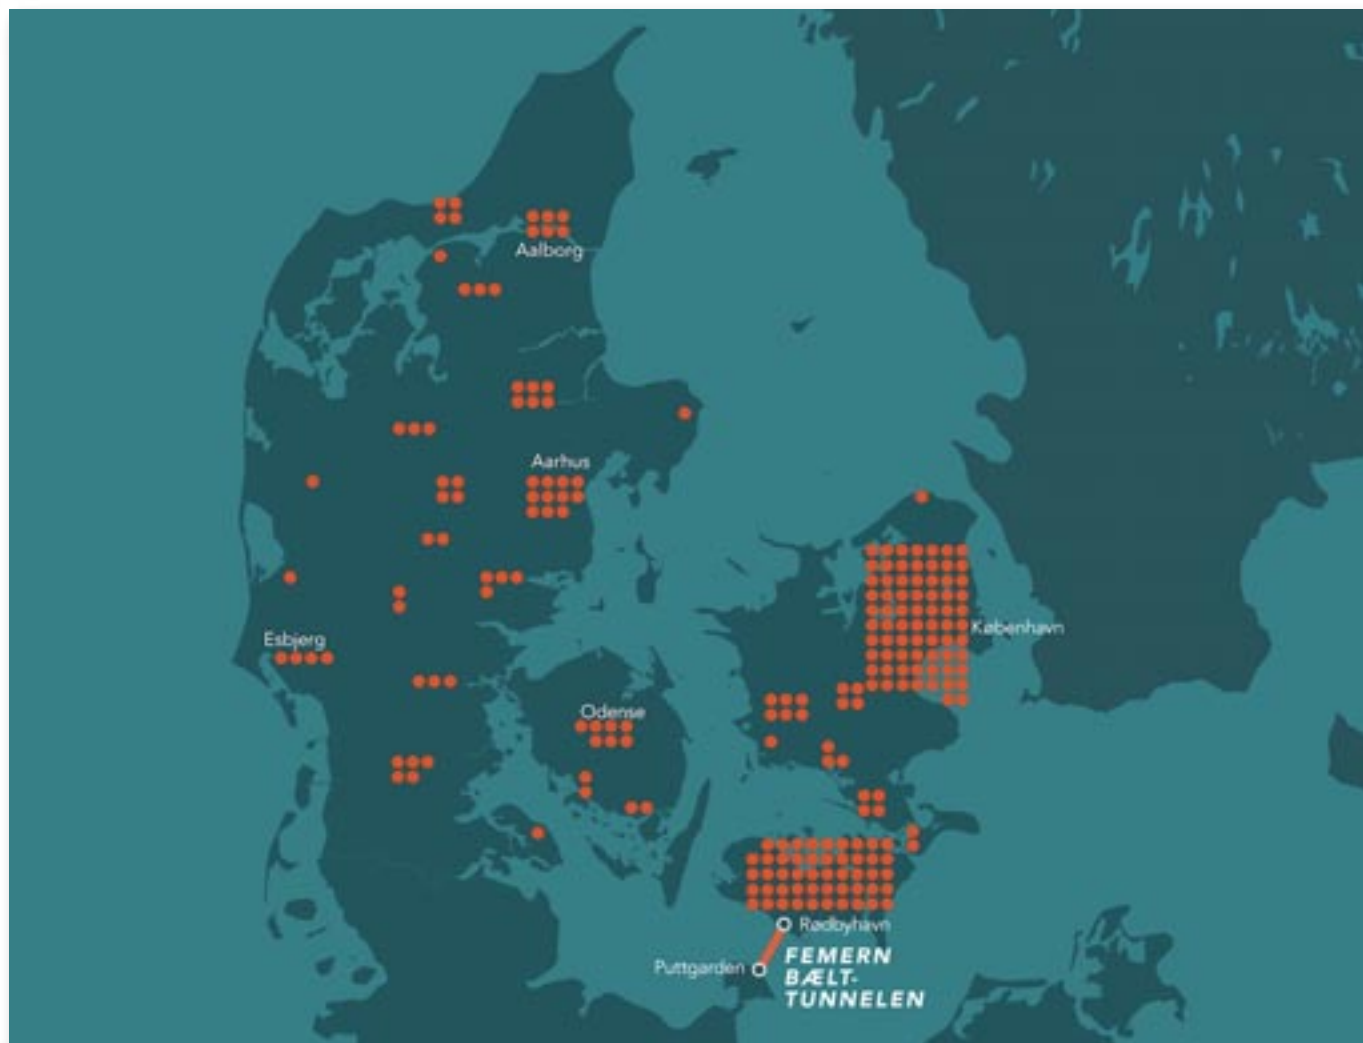 Aalborg
Aarhus
Esbjerg
København
Odense
Rødbyhavn
Puttgarden
FEMERN
BÆLT-
TUNNELEN